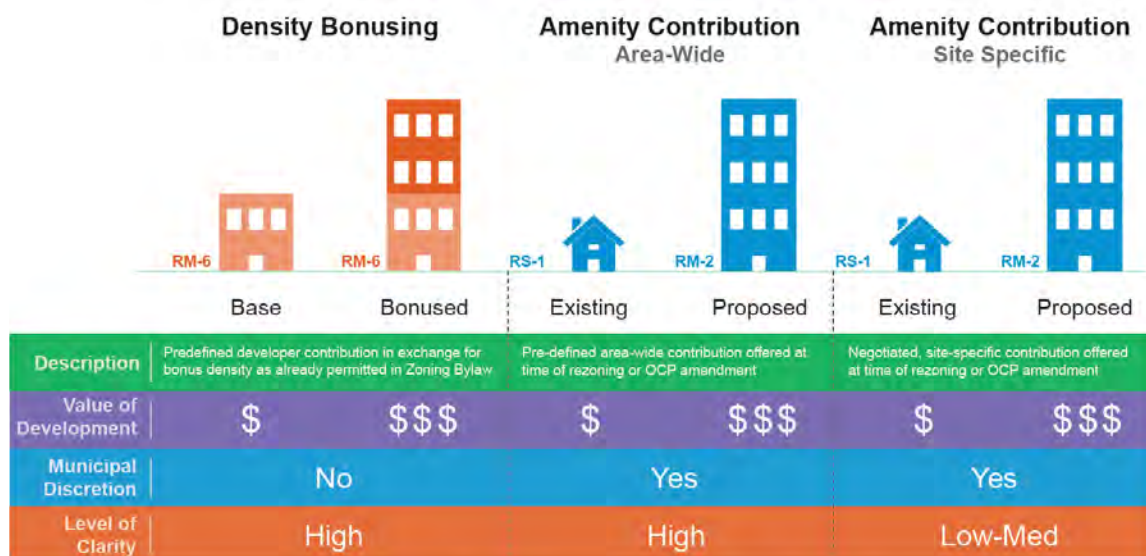 Density Bonusing
Amenity Contribution
Area-Wide
Amenity Contribution
Site Specific
RM-6
RM-6
RS-1
RM-2
RS-1
RM-2
Base
Bonused
Existing
Proposed
Existing
Proposed
Description
Predefined developer contribution in exchange for
bonus density as already permitted in Zoning Bylaw
Pre-defined area-wide contribution offered at
time of rezoning or OCP amendment
Negotiated, site-specific contribution offered
at time of rezoning or OCP amendment
Value of
Development
$
$$$
$
$$$
$
$$$
Municipal
Discretion
No
Yes
Yes
Level of
Clarity
High
High
Low-Med